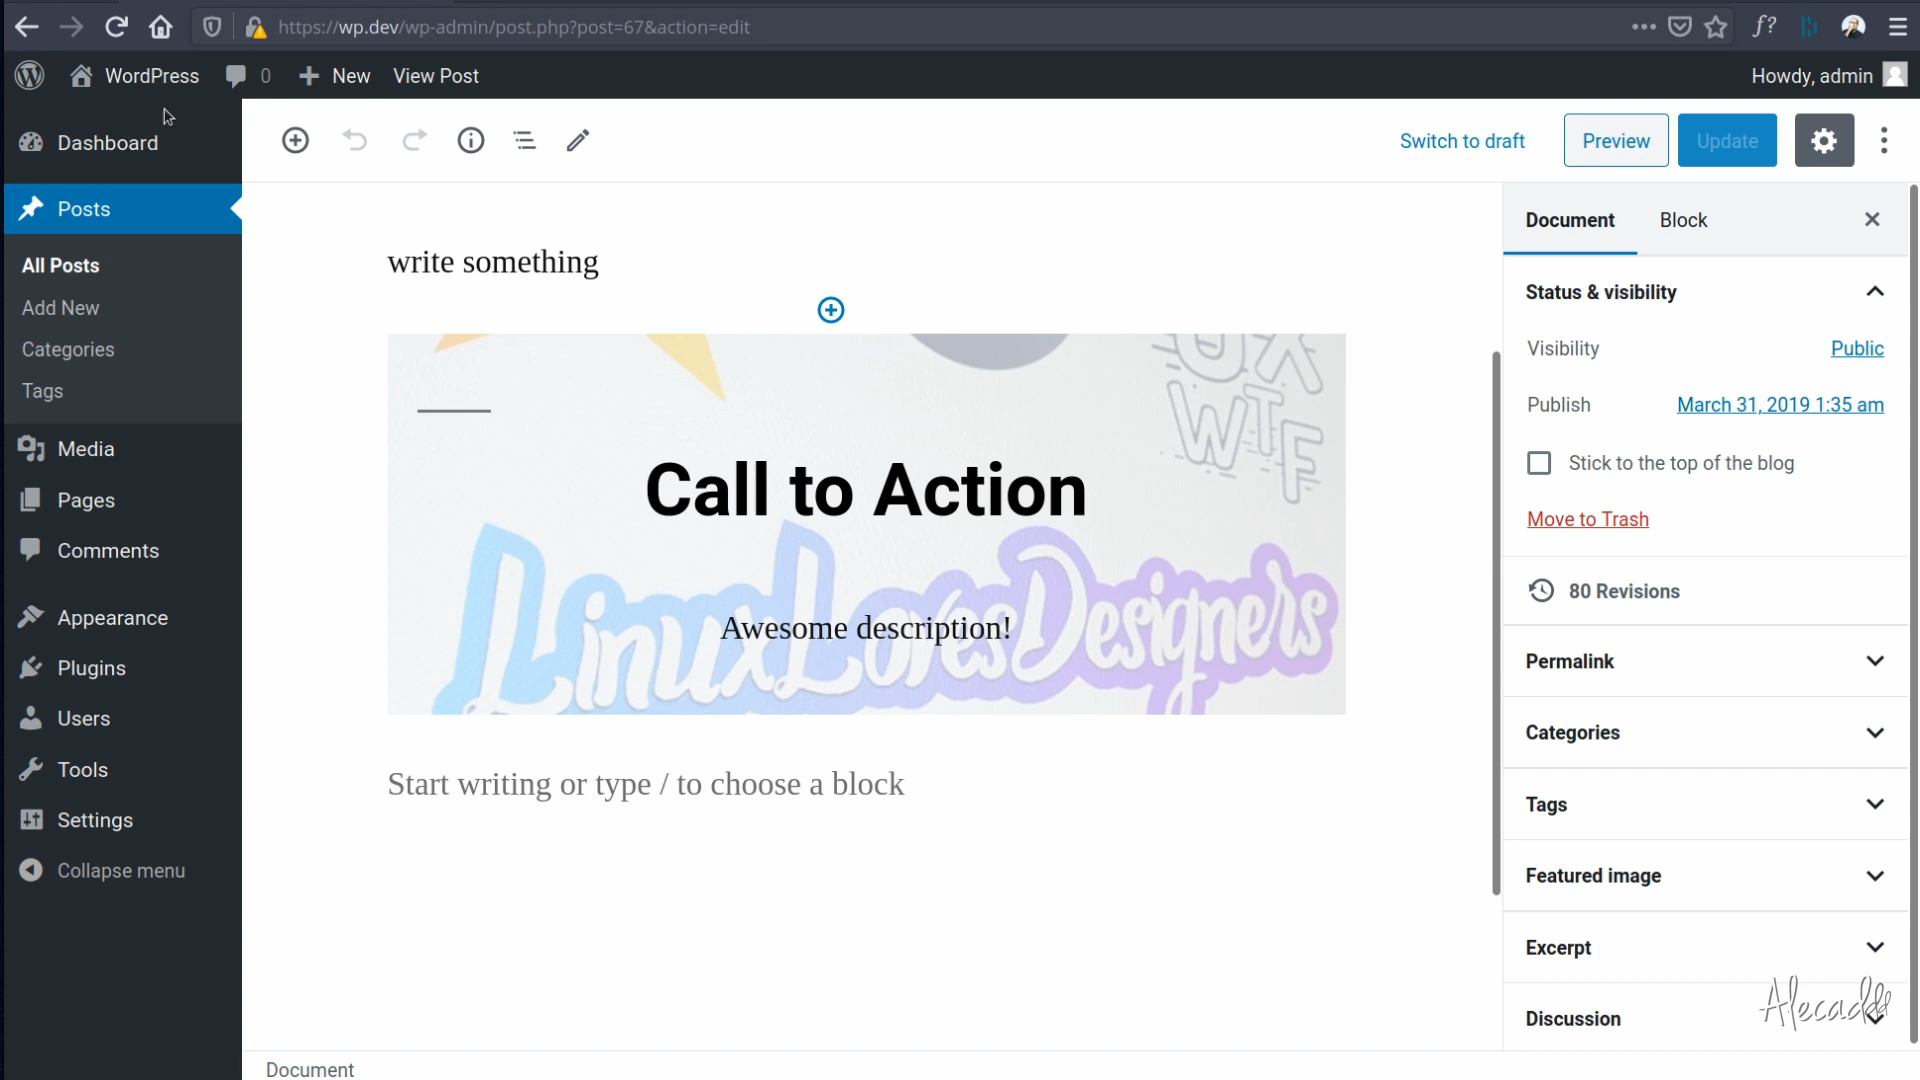 https://wp.dev/wp-admin/post.php?post=67&action=edit
f?
WordPress 0 New View Post
Howdy, admin
Dashboard
Posts
All Posts
Add New
Categories
Tags
Media
Pages
Comments
Appearance
Plugins
Users
Tools
Settings
Collapse menu
Switch to draft Preview Update
write something
UX
WTF
Call to Action
LinuxLovesDesigners
Awesome description!
Start writing or type / to choose a block
Document Block
Status & visibility
Visibility Public
Publish March 31, 2019 1:35 am
Stick to the top of the blog
Move to Trash
80 Revisions
Permalink
Categories
Tags
Featured image
Excerpt
Discussion
Alecaddd
Document